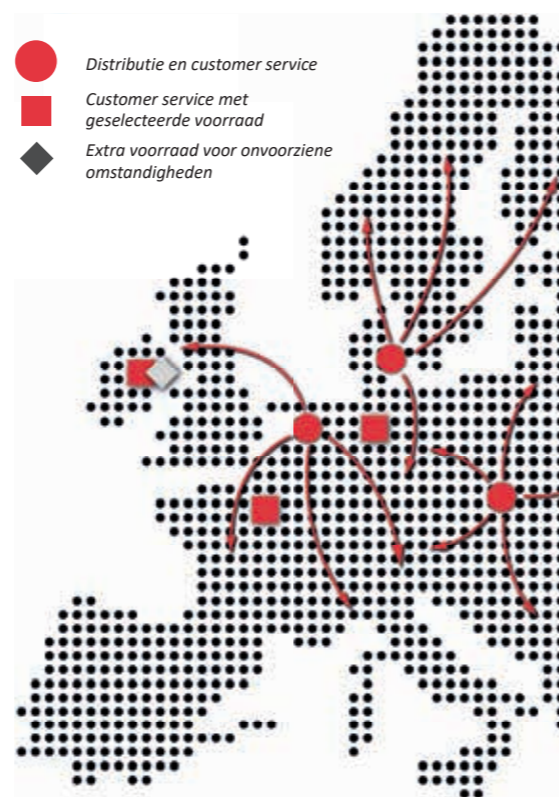 Distributie en customer service
Customer service met
geselecteerde voorraad
Extra voorraad voor onvoorziene
omstandigheden